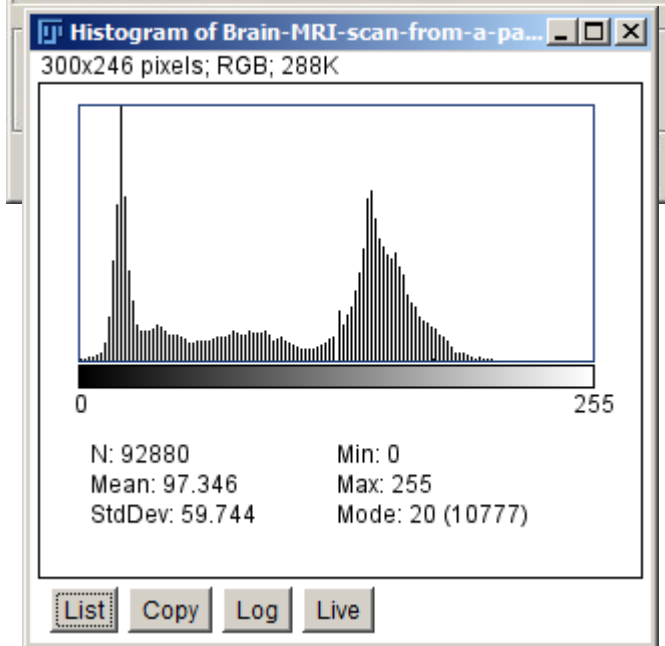 Histogram of Brain-MRI-scan-from-a-pa...
300x246 pixels; RGB; 288K
0 255
N: 92880 Min: 0
Mean: 97.346 Max: 255
StdDev: 59.744 Mode: 20 (10777)
List Copy Log Live